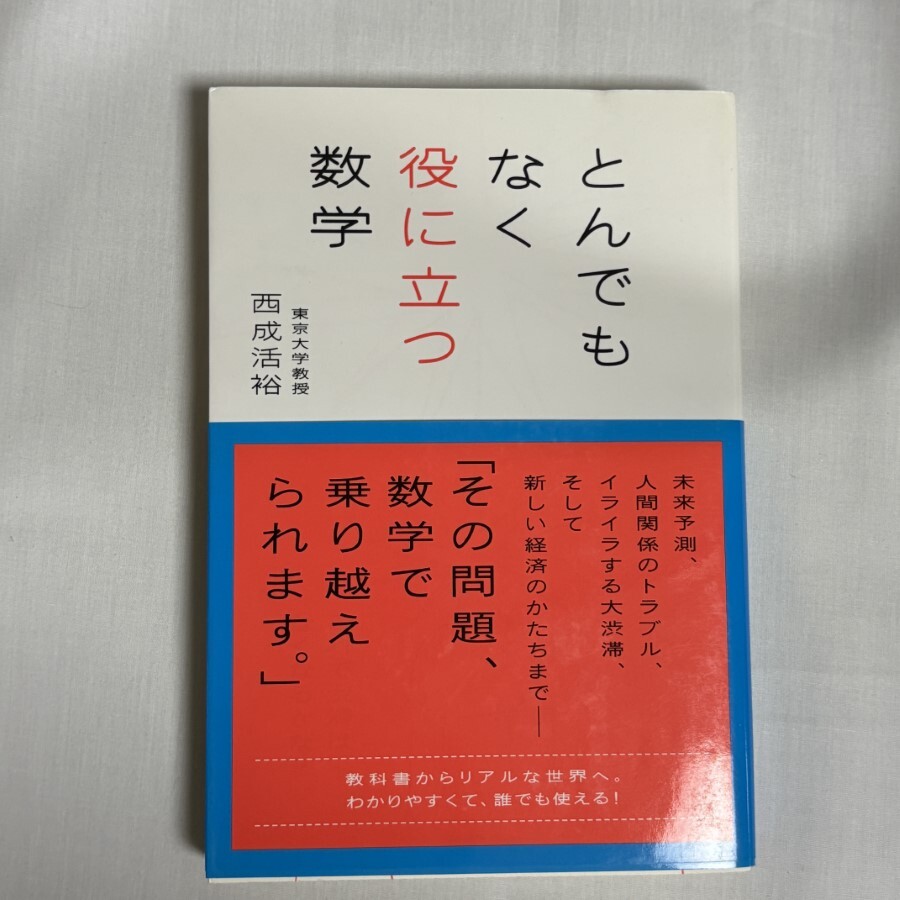 とんでも
なく
役に立つ
数学
東京大学教授
西成活裕
未来予測、
人間関係のトラブル、
イライラする大渋滞、
そして
新しい経済のかたちまで——
「その問題、
数学で
乗り越え
られます。」
教科書からリアルな世界へ。
わかりやすくて、誰でも使える！